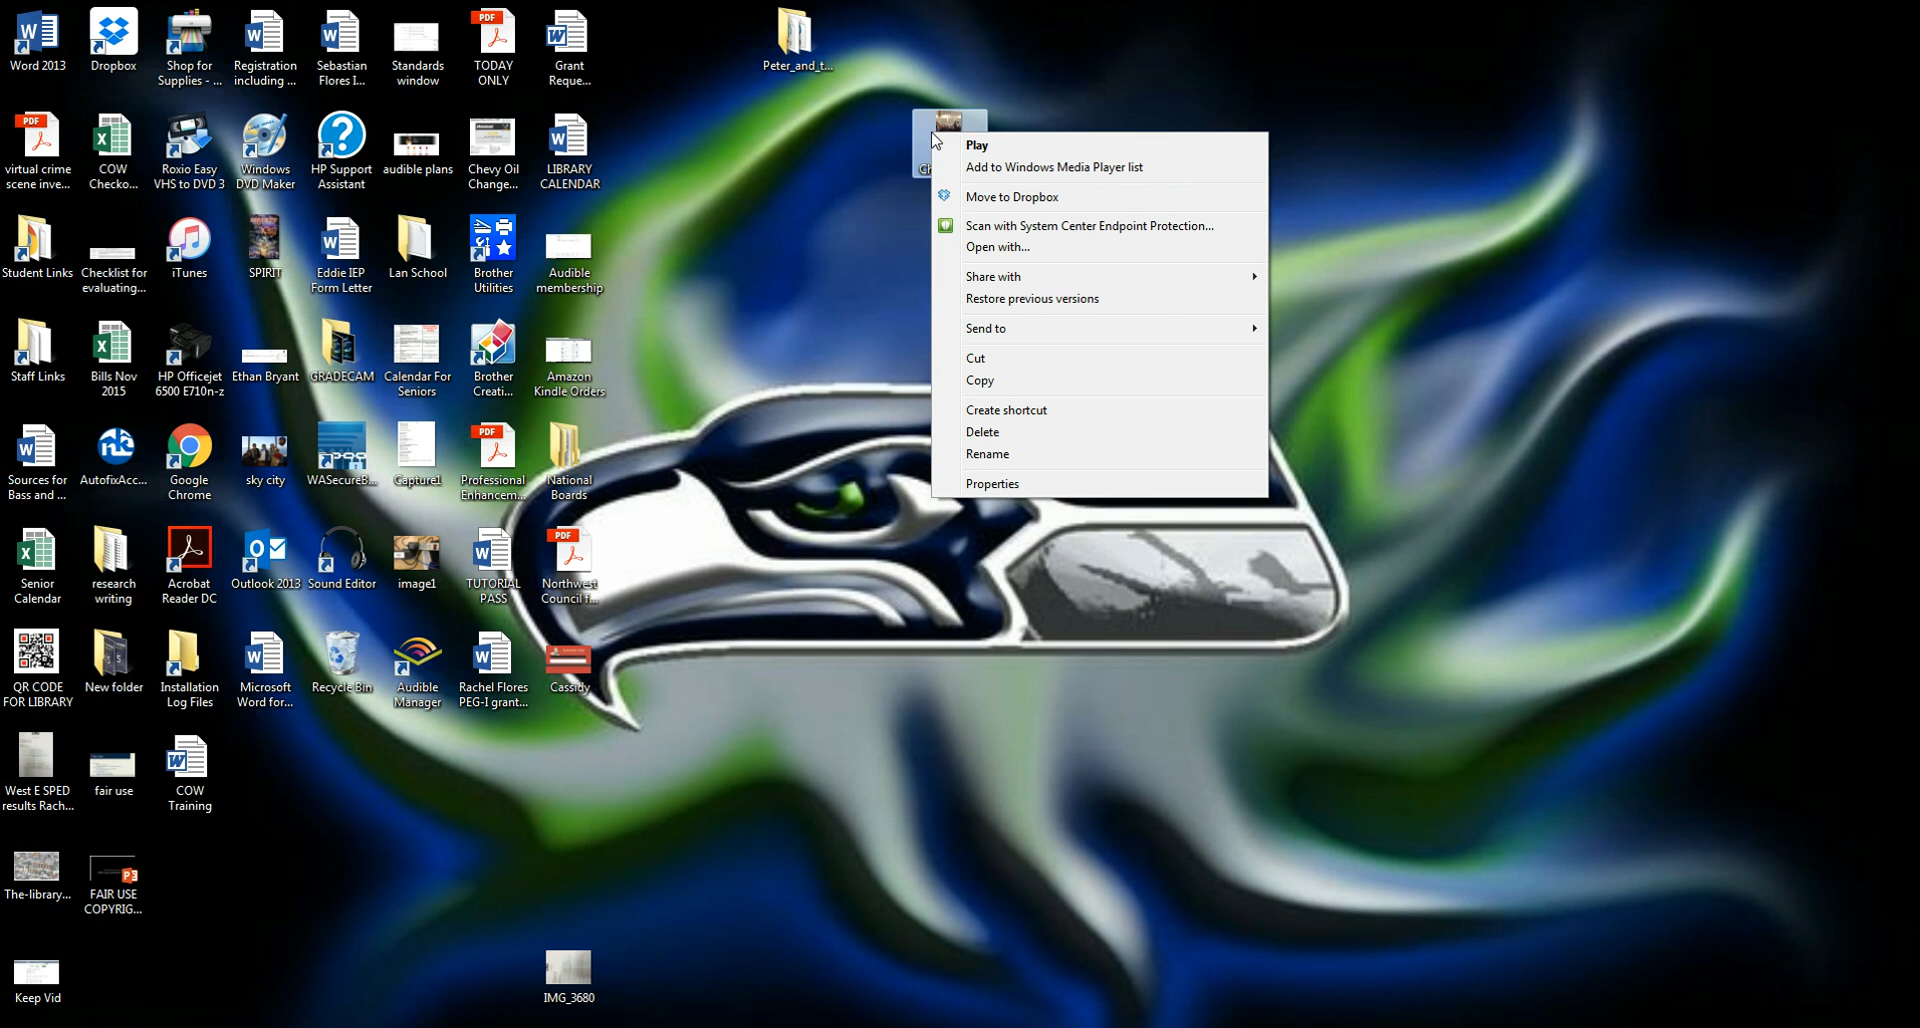 Word 2013
Dropbox
Shop for
Supplies - ...
Registration
including ...
Sebastian
Flores I...
Standards
window
PDF
TODAY
ONLY
Grant
Reque...
Peter_and_t...
PDF
virtual crime
scene inve...
COW
Checko...
Roxio Easy
VHS to DVD 3
Windows
DVD Maker
HP Support
Assistant
audible plans
Chevy Oil
Change...
LIBRARY
CALENDAR
Ch
Play
Add to Windows Media Player list
Move to Dropbox
Scan with System Center Endpoint Protection...
Open with...
Share with
Restore previous versions
Send to
Cut
Copy
Create shortcut
Delete
Rename
Properties
Student Links
Checklist for
evaluating...
iTunes
SPIRIT
Eddie IEP
Form Letter
Lan School
Brother
Utilities
Audible
membership
Staff Links
Bills Nov
2015
HP Officejet
6500 E710n-z
Ethan Bryant
GRADECAM
Calendar For
Seniors
Brother
Creati...
Amazon
Kindle Orders
Sources for
Bass and ...
AutofixAcc...
Google
Chrome
sky city
WASecureB...
Capture1
PDF
Professional
Enhancem...
National
Boards
Senior
Calendar
research
writing
Acrobat
Reader DC
Outlook 2013
Sound Editor
image1
TUTORIAL
PASS
PDF
Northwest
Council f...
QR CODE
FOR LIBRARY
New folder
Installation
Log Files
Microsoft
Word for...
Recycle Bin
Audible
Manager
Rachel Flores
PEG-I grant...
Cassidy
West E SPED
results Rach...
fair use
COW
Training
The-library...
FAIR USE
COPYRIG...
Keep Vid
IMG_3680